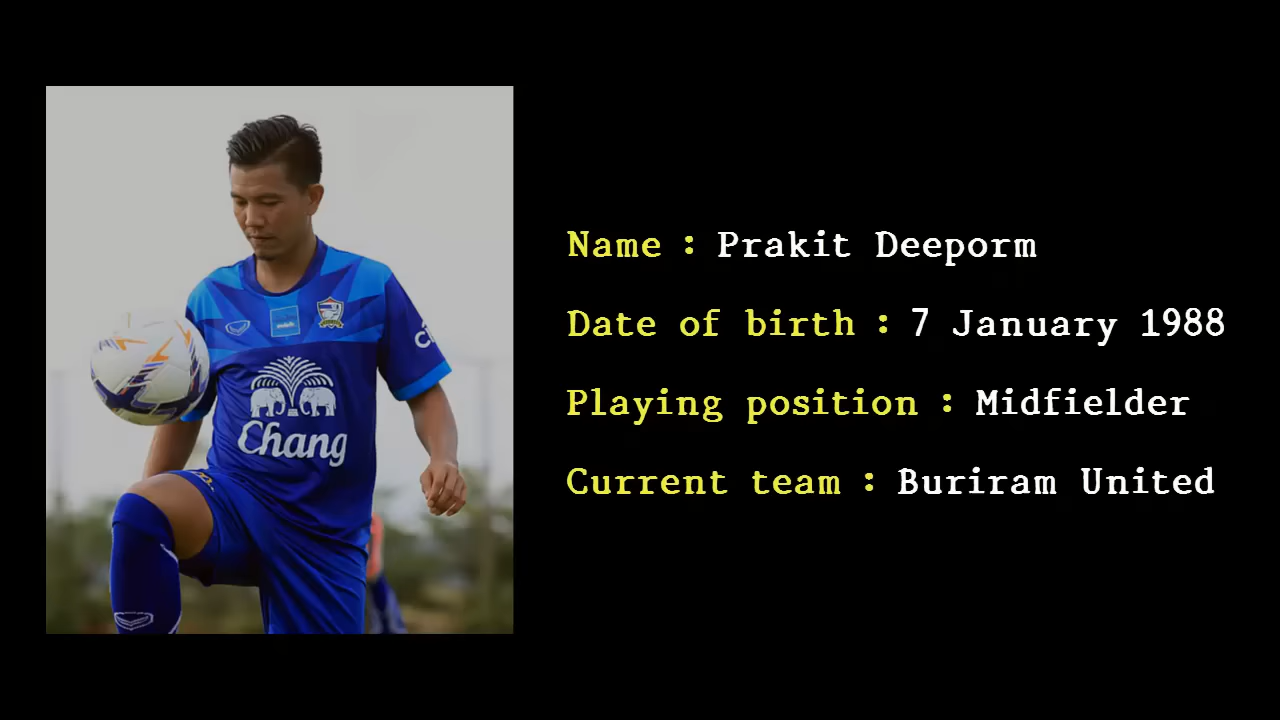 Name : Prakit Deeporm
Date of birth : 7 January 1988
Playing position : Midfielder
Current team : Buriram United
Chang